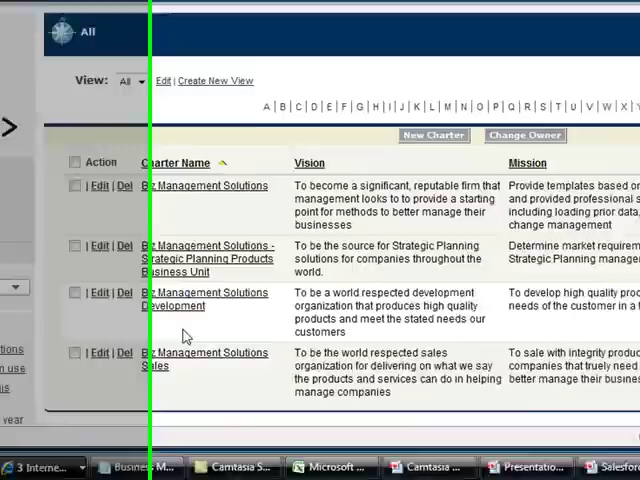 All
View: All Edit | Create New View
A | B | C | D | E | F | G | H | I | J | K | L | M | N | O | P | Q | R | S | T | U | V | W | X |
New Charter Change Owner
Action Charter Name Vision Mission
| Edit | Del Biz Management Solutions To become a significant, reputable firm that Provide templates based on
management looks to to provide a starting and provided professional s
point for methods to better manage their including loading prior data,
businesses change management
| Edit | Del Biz Management Solutions - To be the source for Strategic Planning Determine market requirem
Strategic Planning Products solutions for companies throughout the Strategic Planning manage
Business Unit world.
| Edit | Del Biz Management Solutions To be a world respected development To develop high quality pro
Development organization that produces high quality needs of the customer in a
products and meet the stated needs our
customers
| Edit | Del Biz Management Solutions To be the world respected sales To sale with integrity produc
Sales organization for delivering on what we say companies that truely need
the products and services can do in helping better manage their busine
manage companies
tions
n use
is
year
3 Interne... Business M... Camtasia S... Microsoft ... Camtasia ... Presentatio... Salesforc